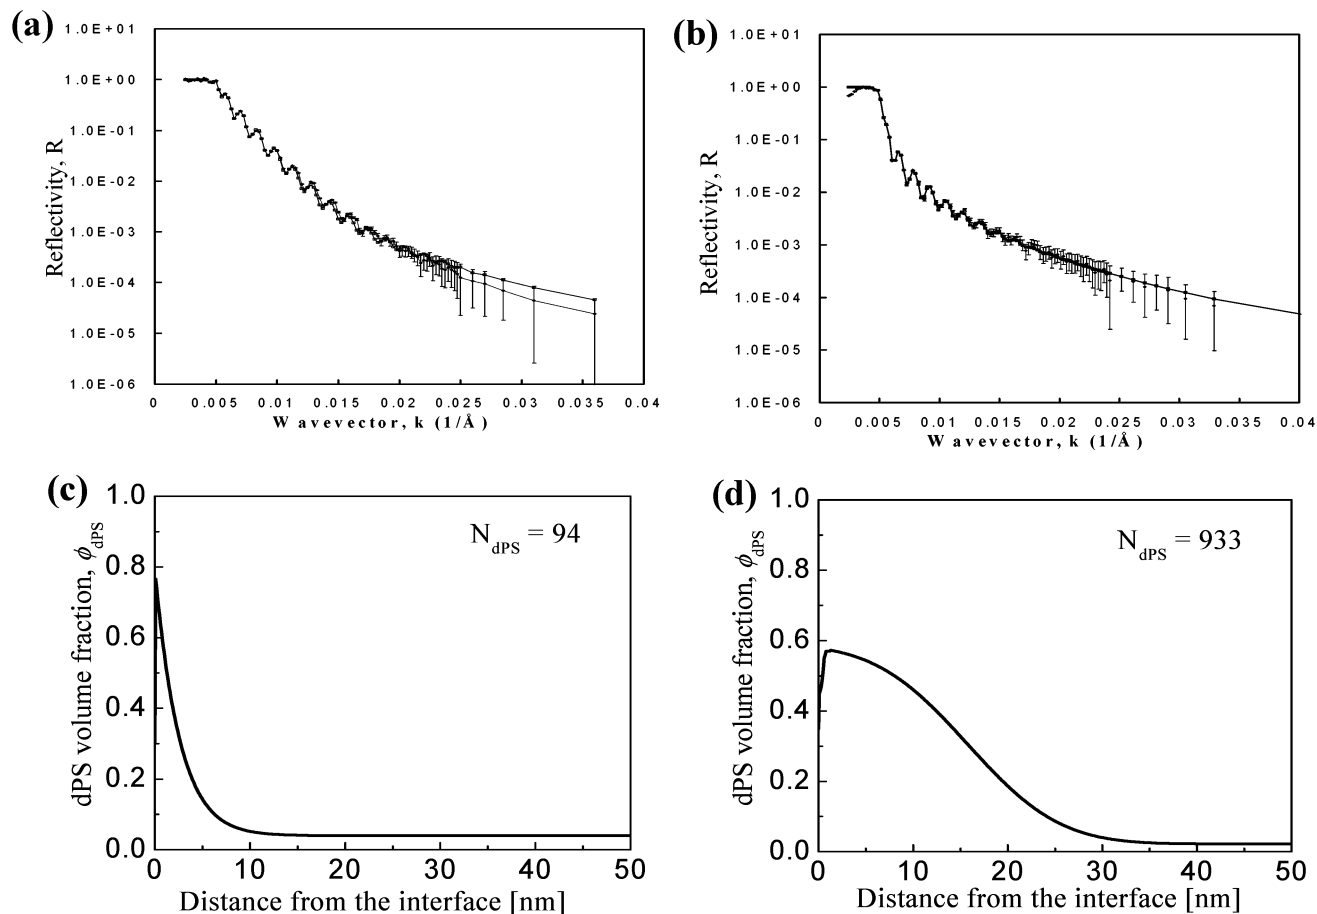 (a)
1.0E+01
1.0E+00
1.0E-01
1.0E-02
1.0E-03
1.0E-04
1.0E-05
1.0E-06
Reflectivity, R
0 0.005 0.01 0.015 0.02 0.025 0.03 0.035 0.04
Wavevector, k (1/Å)
(b)
1.0E+01
1.0E+00
1.0E-01
1.0E-02
1.0E-03
1.0E-04
1.0E-05
1.0E-06
Reflectivity, R
0 0.005 0.01 0.015 0.02 0.025 0.03 0.035 0.04
Wavevector, k (1/Å)
(c)
1.0
0.8
0.6
0.4
0.2
0.0
dPS volume fraction, ϕdPS
NdPS = 94
0 10 20 30 40 50
Distance from the interface [nm]
(d)
1.0
0.8
0.6
0.4
0.2
0.0
dPS volume fraction, ϕdPS
NdPS = 933
0 10 20 30 40 50
Distance from the interface [nm]